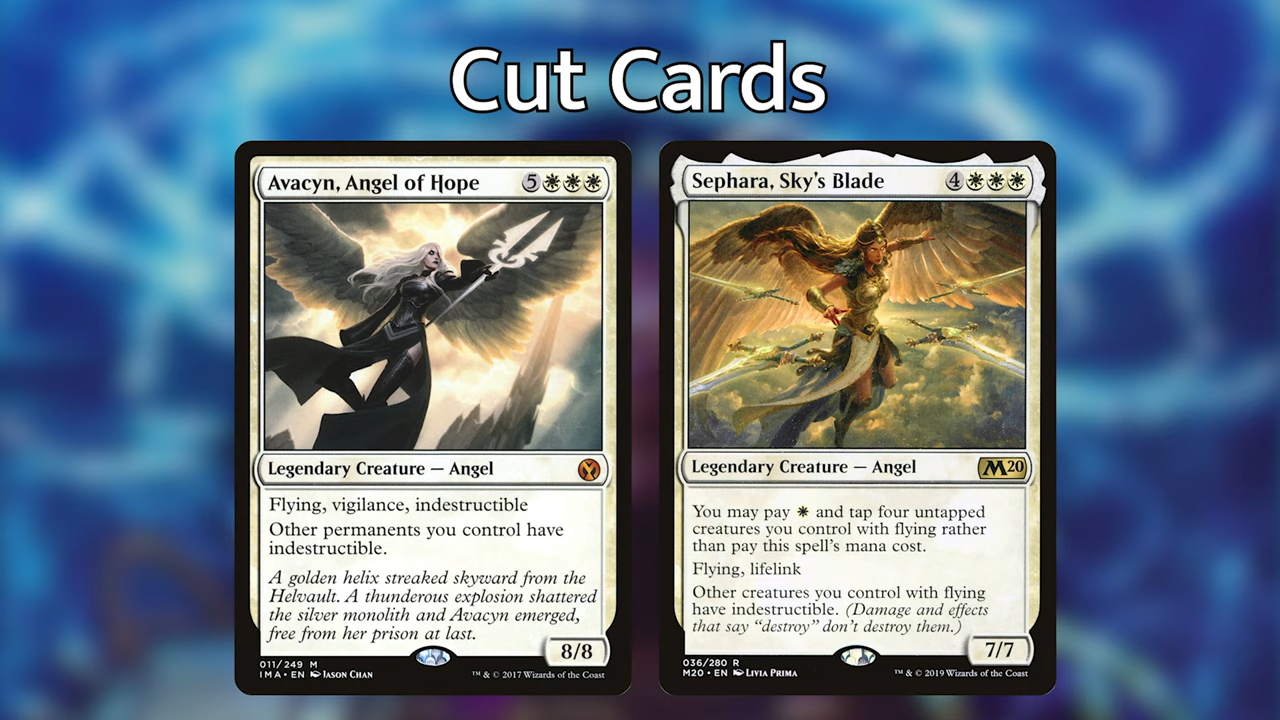 Cut Cards
Avacyn, Angel of Hope 5
Legendary Creature — Angel
Flying, vigilance, indestructible
Other permanents you control have
indestructible.
A golden helix streaked skyward from the
Helvault. A thunderous explosion shattered
the silver monolith and Avacyn emerged,
free from her prison at last.
8/8
011/249 M
IMA • EN Jason Chan
™ & © 2017 Wizards of the Coast
Sephara, Sky's Blade 4
Legendary Creature — Angel
M20
You may pay and tap four untapped
creatures you control with flying rather
than pay this spell's mana cost.
Flying, lifelink
Other creatures you control with flying
have indestructible. (Damage and effects
that say “destroy” don't destroy them.)
7/7
036/280 R
M20 • EN Livia Prima
™ & © 2019 Wizards of the Coast